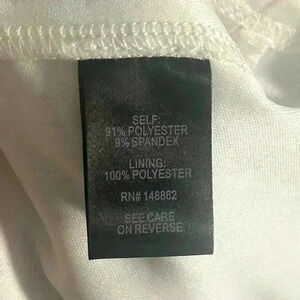 SELF:
91% POLYESTER
9% SPANDEX
LINING:
100% POLYESTER
RN# 148862
SEE CARE
ON REVERSE